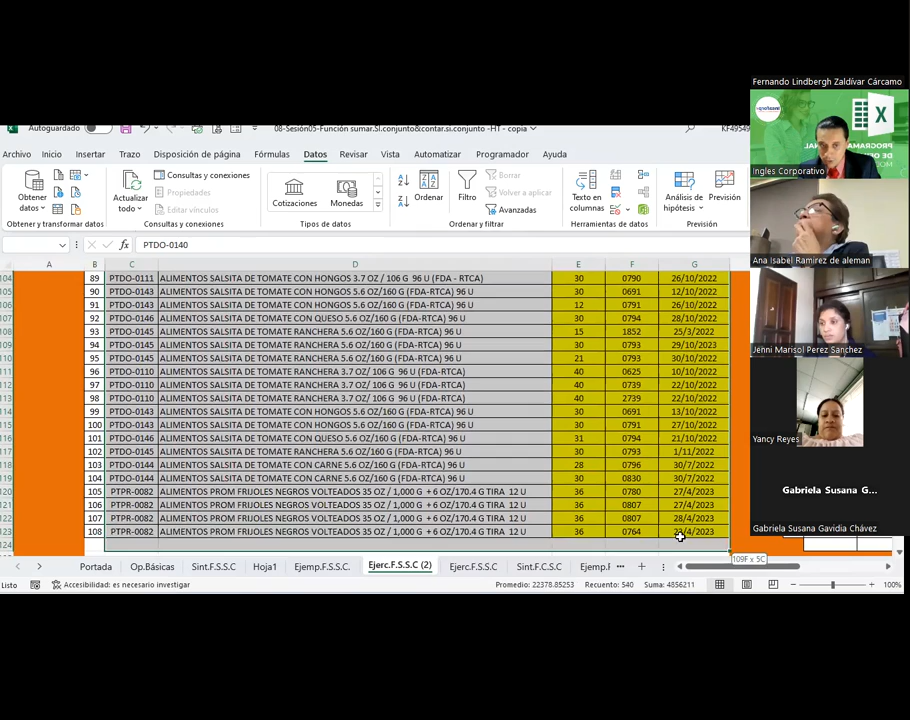 Fernando Lindbergh Zaldívar Cárcamo
Autoguardado
08-Sesión05-Función sumar.SI.conjunto&contar.si.conjunto -HT - copia
KF49549
Archivo Inicio Insertar Trazo Disposición de página Fórmulas Datos Revisar Vista Automatizar Programador Ayuda
Obtener datos
Actualizar todo
Consultas y conexiones
Propiedades
Editar vínculos
Cotizaciones
Monedas
Ordenar
Filtro
Borrar
Volver a aplicar
Avanzadas
Texto en columnas
Análisis de hipótesis
Previsión
Obtener y transformar datos
Consultas y conexiones
Tipos de datos
Ordenar y filtrar
Herramientas de datos
Previsión
fx PTDO-0140
A B C D E F G
104 89 PTDO-0111 ALIMENTOS SALSITA DE TOMATE CON HONGOS 3.7 OZ / 106 G 96 U (FDA - RTCA) 30 0790 26/10/2022
105 90 PTDO-0143 ALIMENTOS SALSITA DE TOMATE CON HONGOS 5.6 OZ/160 G (FDA-RTCA) 96 U 30 0691 12/10/2022
106 91 PTDO-0143 ALIMENTOS SALSITA DE TOMATE CON HONGOS 5.6 OZ/160 G (FDA-RTCA) 96 U 12 0791 26/10/2022
107 92 PTDO-0146 ALIMENTOS SALSITA DE TOMATE CON QUESO 5.6 OZ/160 G (FDA-RTCA) 96 U 30 0794 28/10/2022
108 93 PTDO-0145 ALIMENTOS SALSITA DE TOMATE RANCHERA 5.6 OZ/160 G (FDA-RTCA) 96 U 15 1852 25/3/2022
109 94 PTDO-0145 ALIMENTOS SALSITA DE TOMATE RANCHERA 5.6 OZ/160 G (FDA-RTCA) 96 U 30 0793 29/10/2023
110 95 PTDO-0145 ALIMENTOS SALSITA DE TOMATE RANCHERA 5.6 OZ/160 G (FDA-RTCA) 96 U 21 0793 30/10/2022
111 96 PTDO-0110 ALIMENTOS SALSITA DE TOMATE RANCHERA 3.7 OZ/ 106 G 96 U (FDA-RTCA) 40 0625 10/10/2022
112 97 PTDO-0110 ALIMENTOS SALSITA DE TOMATE RANCHERA 3.7 OZ/ 106 G 96 U (FDA-RTCA) 40 0739 22/10/2022
113 98 PTDO-0110 ALIMENTOS SALSITA DE TOMATE RANCHERA 3.7 OZ/ 106 G 96 U (FDA-RTCA) 40 2739 22/10/2022
114 99 PTDO-0143 ALIMENTOS SALSITA DE TOMATE CON HONGOS 5.6 OZ/160 G (FDA-RTCA) 96 U 30 0691 13/10/2022
115 100 PTDO-0143 ALIMENTOS SALSITA DE TOMATE CON HONGOS 5.6 OZ/160 G (FDA-RTCA) 96 U 30 0791 27/10/2022
116 101 PTDO-0146 ALIMENTOS SALSITA DE TOMATE CON QUESO 5.6 OZ/160 G (FDA-RTCA) 96 U 31 0794 21/10/2022
117 102 PTDO-0145 ALIMENTOS SALSITA DE TOMATE RANCHERA 5.6 OZ/160 G (FDA-RTCA) 96 U 30 0793 1/11/2022
118 103 PTDO-0144 ALIMENTOS SALSITA DE TOMATE CON CARNE 5.6 OZ/160 G (FDA-RTCA) 96 U 28 0796 30/7/2022
119 104 PTDO-0144 ALIMENTOS SALSITA DE TOMATE CON CARNE 5.6 OZ/160 G (FDA-RTCA) 96 U 30 0830 30/7/2022
120 105 PTPR-0082 ALIMENTOS PROM FRIJOLES NEGROS VOLTEADOS 35 OZ / 1,000 G + 6 OZ/170.4 G TIRA 12 U 36 0780 27/4/2023
121 106 PTPR-0082 ALIMENTOS PROM FRIJOLES NEGROS VOLTEADOS 35 OZ / 1,000 G + 6 OZ/170.4 G TIRA 12 U 36 0807 27/4/2023
122 107 PTPR-0082 ALIMENTOS PROM FRIJOLES NEGROS VOLTEADOS 35 OZ / 1,000 G + 6 OZ/170.4 G TIRA 12 U 36 0807 28/4/2023
123 108 PTPR-0082 ALIMENTOS PROM FRIJOLES NEGROS VOLTEADOS 35 OZ / 1,000 G + 6 OZ/170.4 G TIRA 12 U 36 0764
124
109F x 5C
Portada Op.Básicas Sint.F.S.S.C Hoja1 Ejemp.F.S.S.C. Ejerc.F.S.S.C (2) Ejerc.F.S.S.C Sint.F.C.S.C Ejemp.F
Listo Accesibilidad: es necesario investigar Promedio: 22378.85253 Recuento: 540 Suma: 4856211 100%
Ingles Corporativo
Ana Isabel Ramirez de aleman
Jenni Marisol Perez Sanchez
Yancy Reyes
Gabriela Susana G...
Gabriela Susana Gavidia Chávez